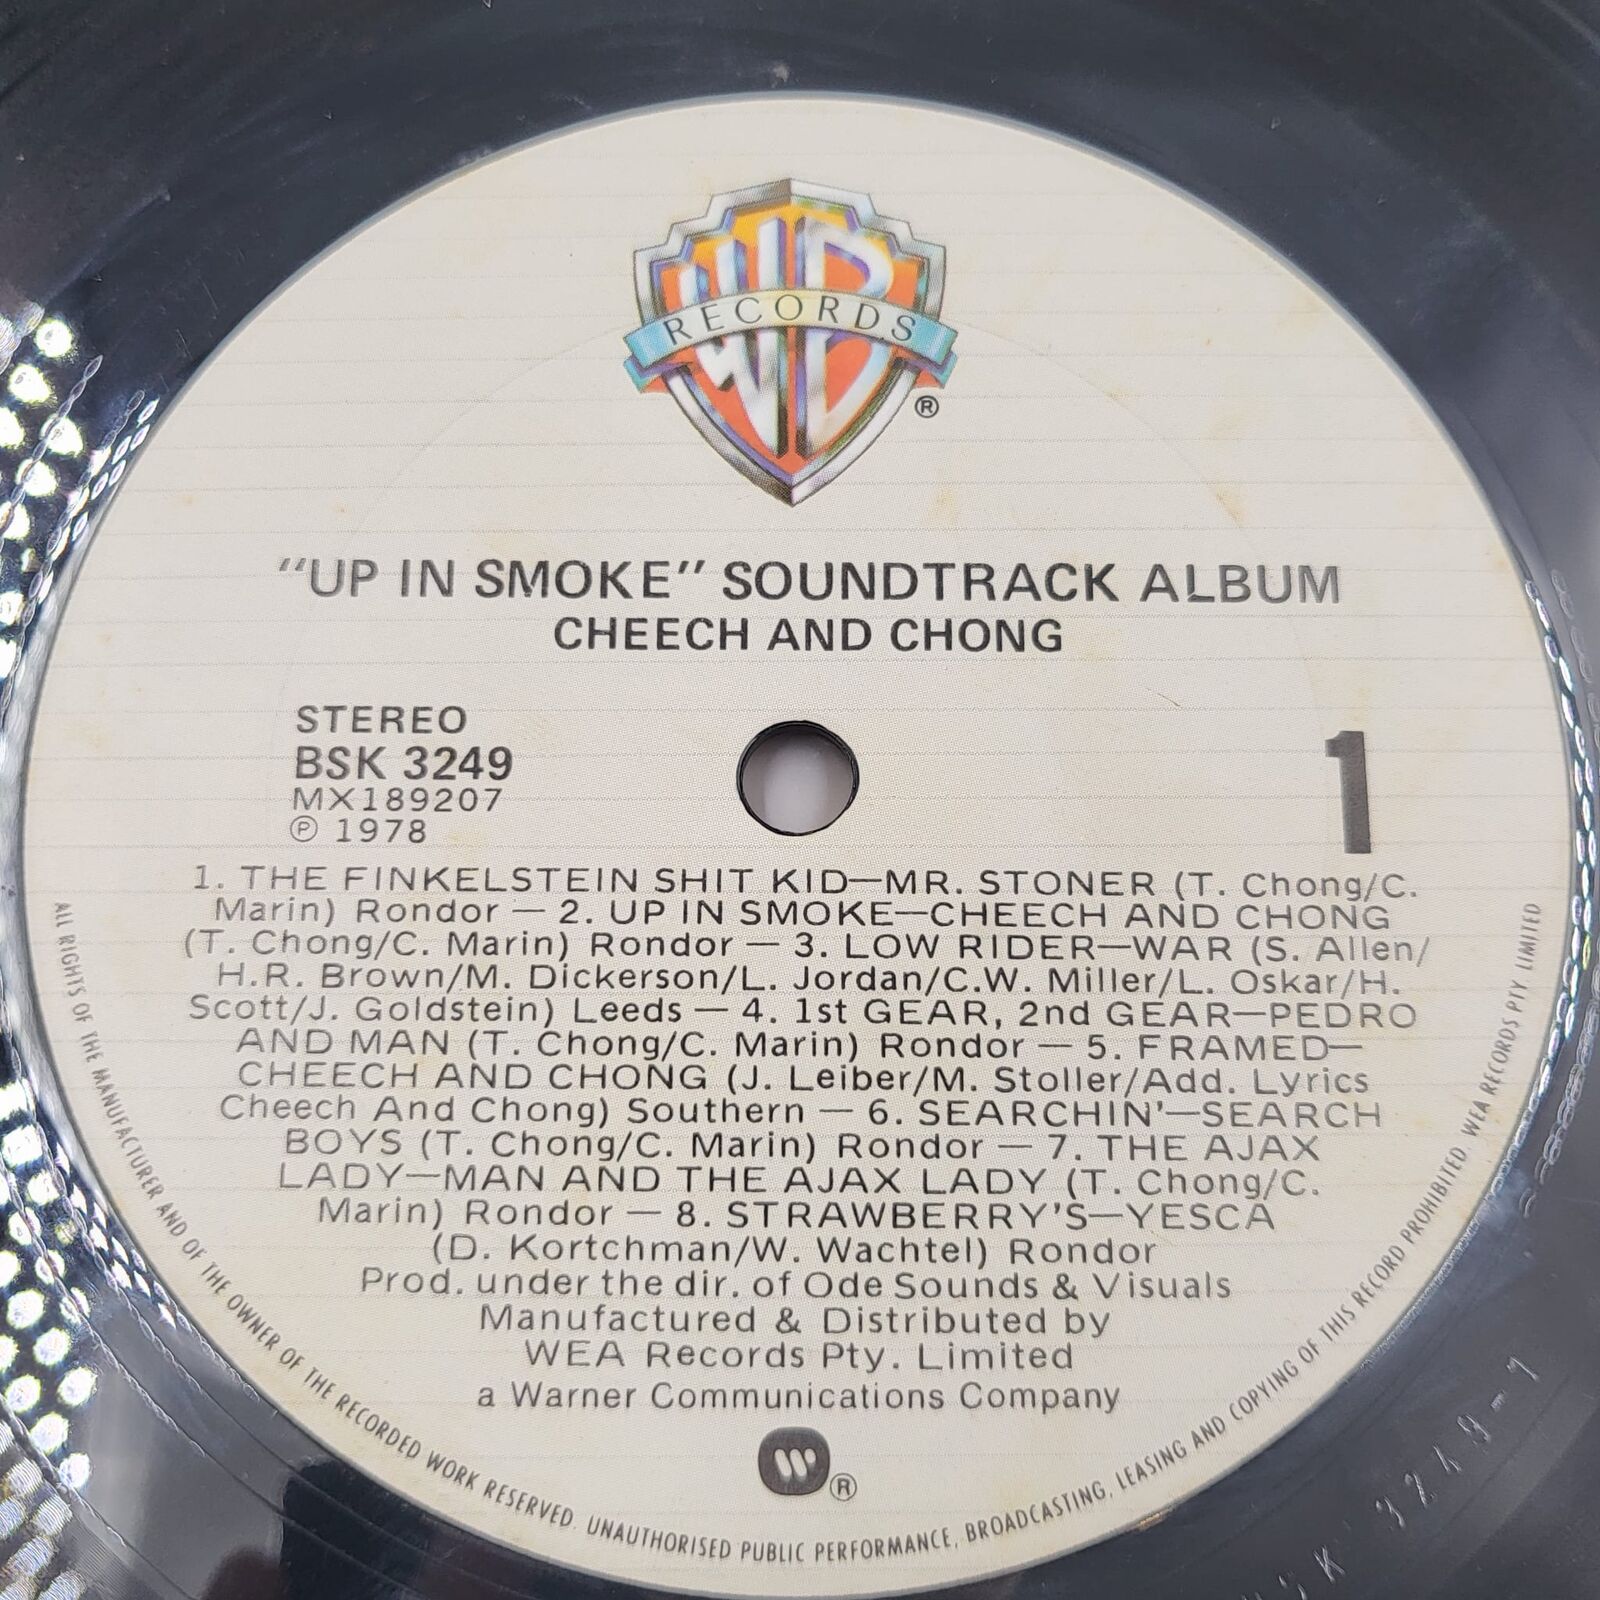 WB
RECORDS
®
"UP IN SMOKE" SOUNDTRACK ALBUM
CHEECH AND CHONG
STEREO
BSK 3249
MX189207
℗ 1978
1
1. THE FINKELSTEIN SHIT KID—MR. STONER (T. Chong/C.
Marin) Rondor — 2. UP IN SMOKE—CHEECH AND CHONG
(T. Chong/C. Marin) Rondor — 3. LOW RIDER—WAR (S. Allen/
H.R. Brown/M. Dickerson/L. Jordan/C.W. Miller/L. Oskar/H.
Scott/J. Goldstein) Leeds — 4. 1st GEAR, 2nd GEAR—PEDRO
AND MAN (T. Chong/C. Marin) Rondor — 5. FRAMED—
CHEECH AND CHONG (J. Leiber/M. Stoller/Add. Lyrics
Cheech And Chong) Southern — 6. SEARCHIN'—SEARCH
BOYS (T. Chong/C. Marin) Rondor — 7. THE AJAX
LADY—MAN AND THE AJAX LADY (T. Chong/C.
Marin) Rondor — 8. STRAWBERRY'S—YESCA
(D. Kortchman/W. Wachtel) Rondor
Prod. under the dir. of Ode Sounds & Visuals
Manufactured & Distributed by
WEA Records Pty. Limited
a Warner Communications Company
®
ALL RIGHTS OF THE MANUFACTURER AND OF THE OWNER OF THE RECORDED WORK RESERVED. UNAUTHORISED PUBLIC PERFORMANCE, BROADCASTING, LEASING AND COPYING OF THIS RECORD PROHIBITED. WEA RECORDS PTY. LIMITED
3249-1